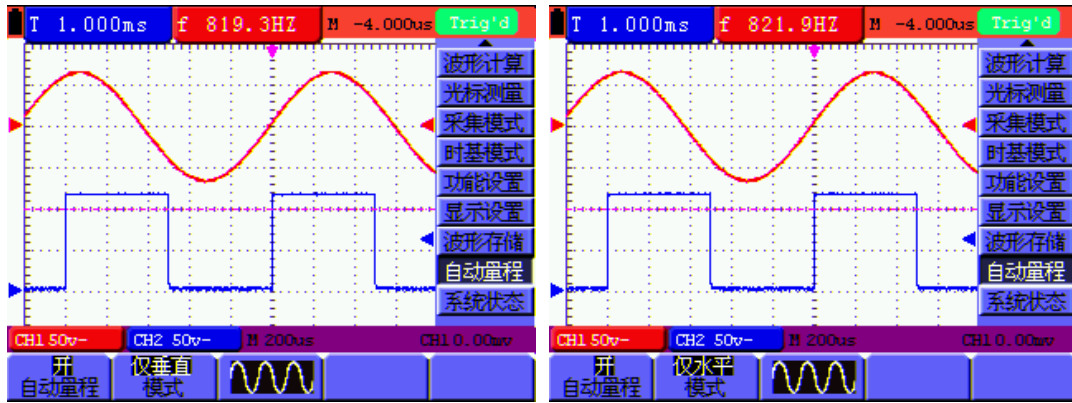 T 1.000ms f 819.3HZ M -4.000us Trig'd
波形计算
光标测量
采集模式
时基模式
功能设置
显示设置
波形存储
自动量程
系统状态
CH1 50v- CH2 50v- M 200us CH1 0.00mv
开 仅垂直
自动量程 模式
T 1.000ms f 821.9HZ M -4.000us Trig'd
波形计算
光标测量
采集模式
时基模式
功能设置
显示设置
波形存储
自动量程
系统状态
CH1 50v- CH2 50v- M 200us CH1 0.00mv
开 仅水平
自动量程 模式